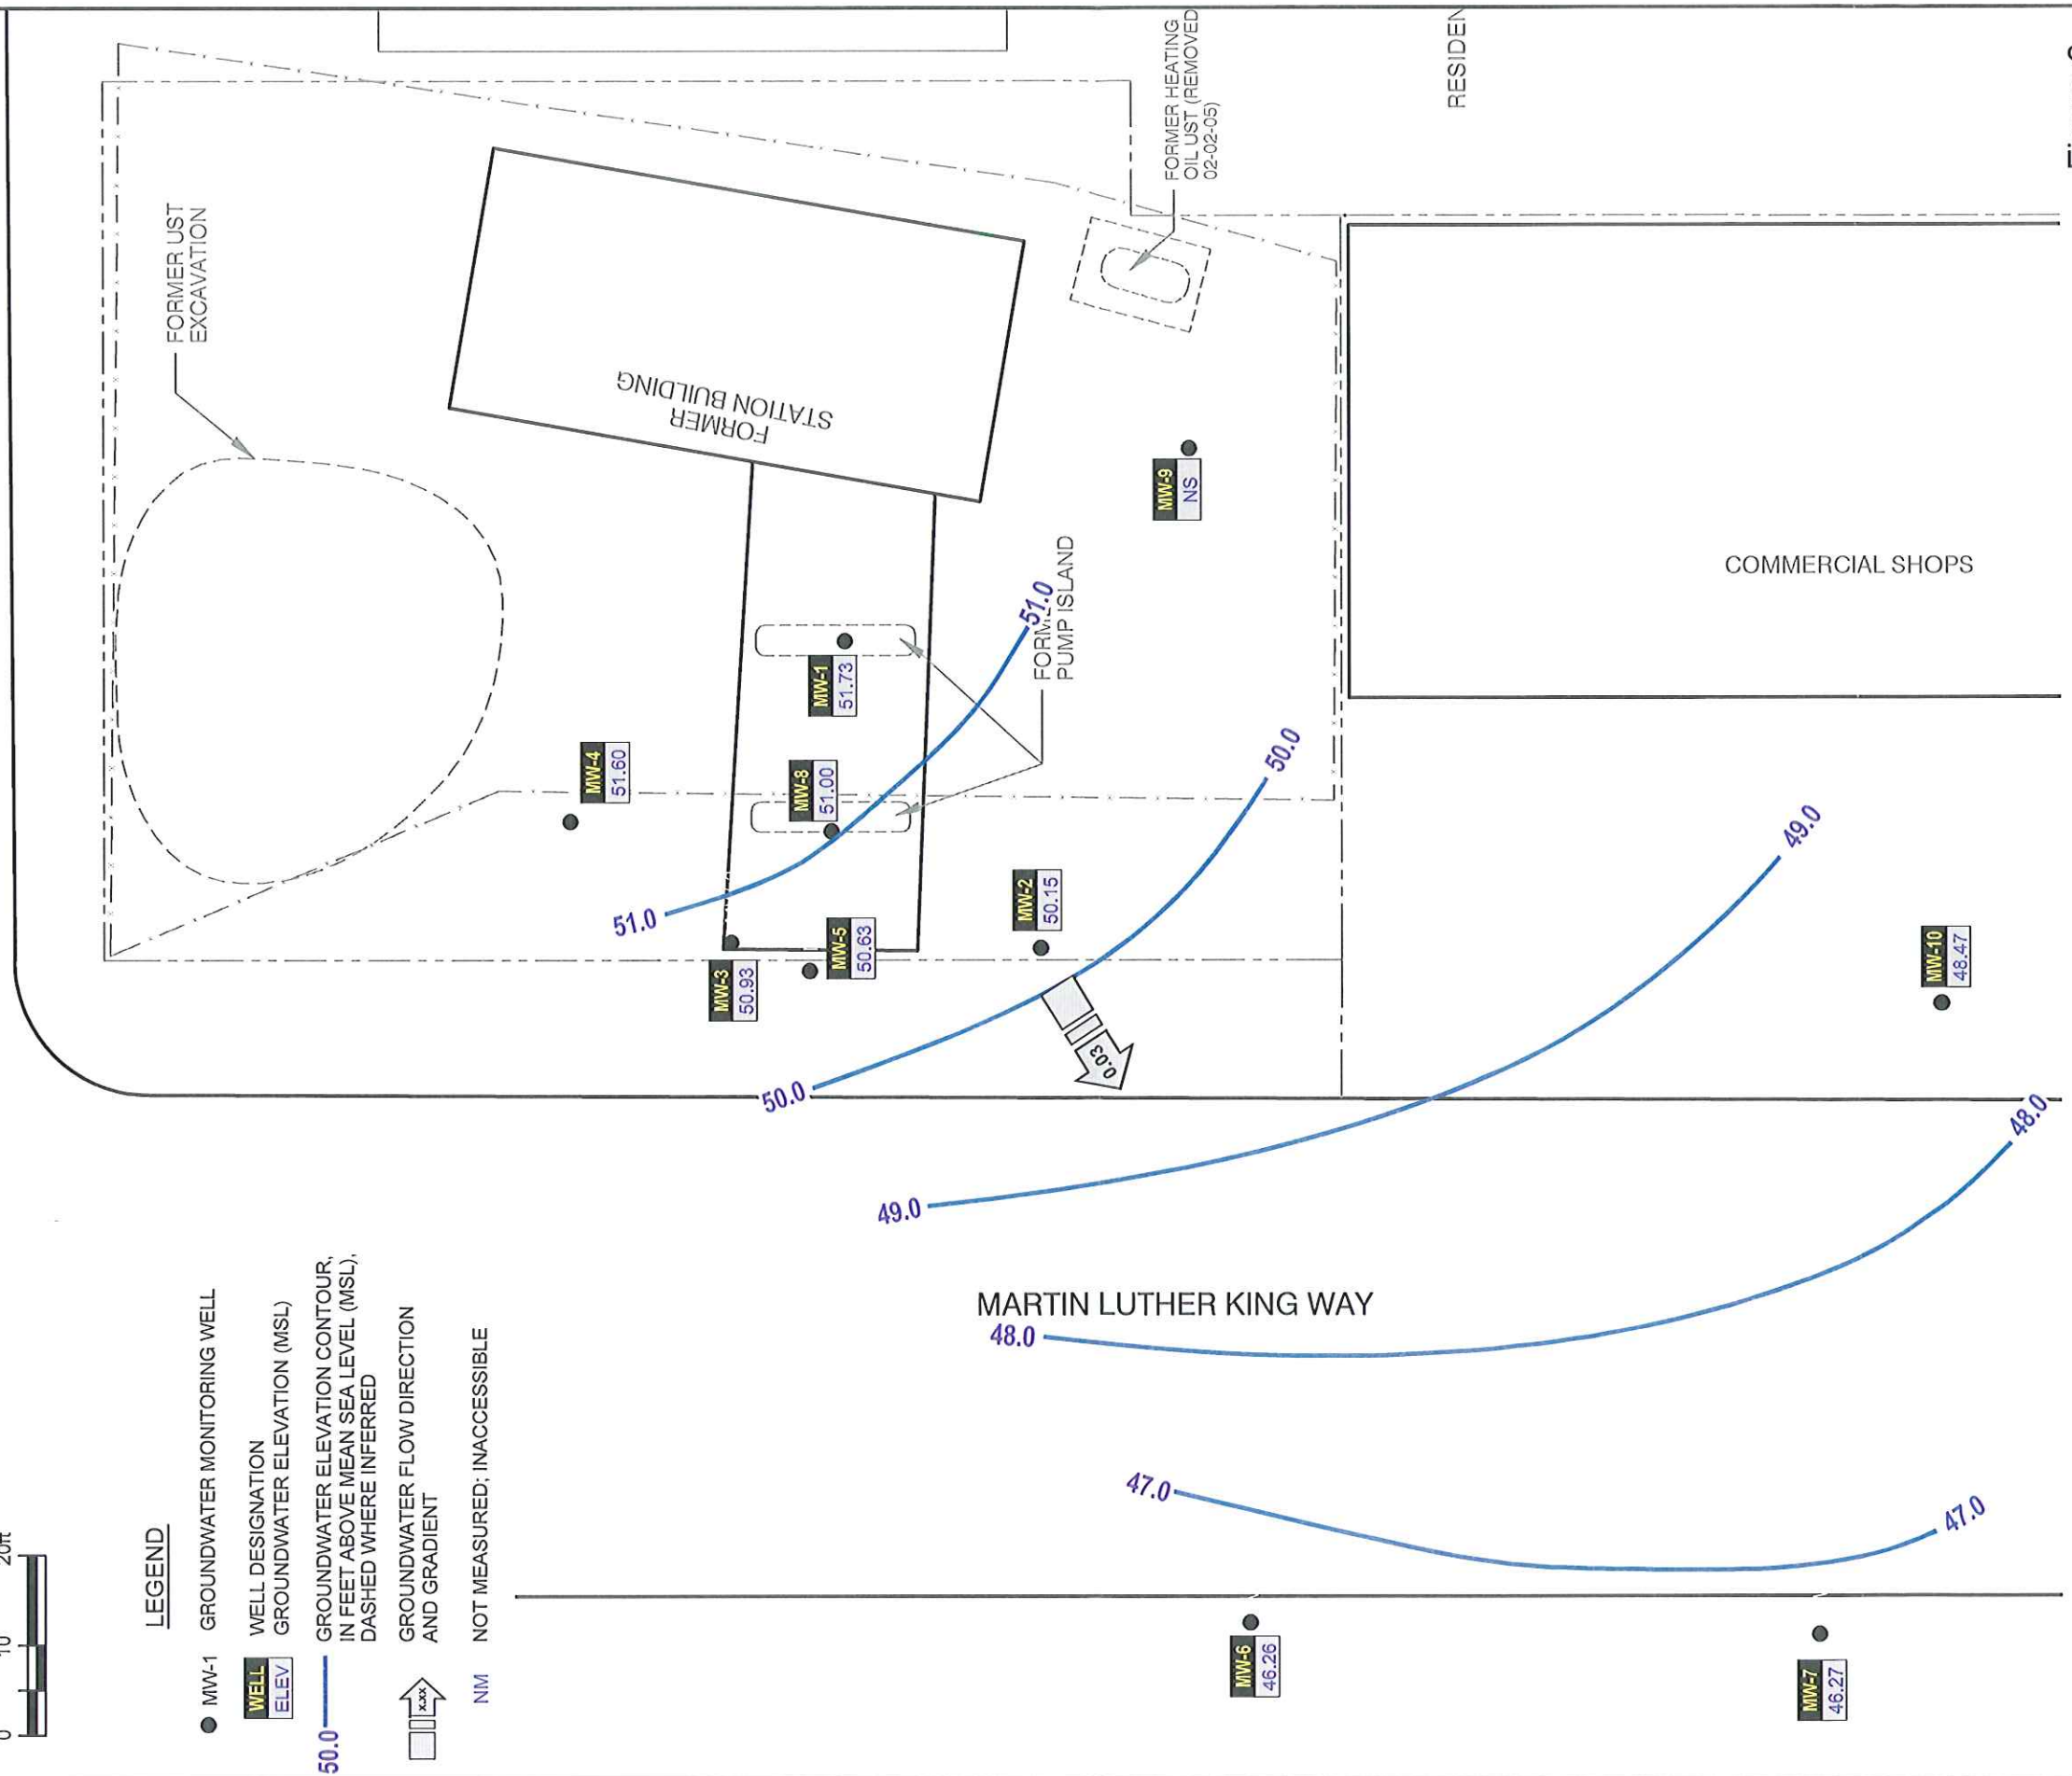 FORMER UST
EXCAVATION
FORMER HEATING
OIL UST (REMOVED
02-02-05)
FORMER
STATION BUILDING
MW-9
NS
COMMERCIAL SHOPS
PUMP ISLAND
MW-1
51.73
MW-4
51.60
MW-8
51.00
MW-2
50.15
MW-5
50.63
MW-3
50.93
MW-10
48.47
51.0
51.0
50.0
50.0
0.03
49.0
49.0
48.0
48.0
MARTIN LUTHER KING WAY
47.0
47.0
MW-6
46.26
MW-7
46.27
0 10 20ft
LEGEND
MW-1 GROUNDWATER MONITORING WELL
WELL
ELEV
WELL DESIGNATION
GROUNDWATER ELEVATION (MSL)
50.0
GROUNDWATER ELEVATION CONTOUR,
IN FEET ABOVE MEAN SEA LEVEL (MSL),
DASHED WHERE INFERRED
x.xx
GROUNDWATER FLOW DIRECTION
AND GRADIENT
NM NOT MEASURED; INACCESSIBLE